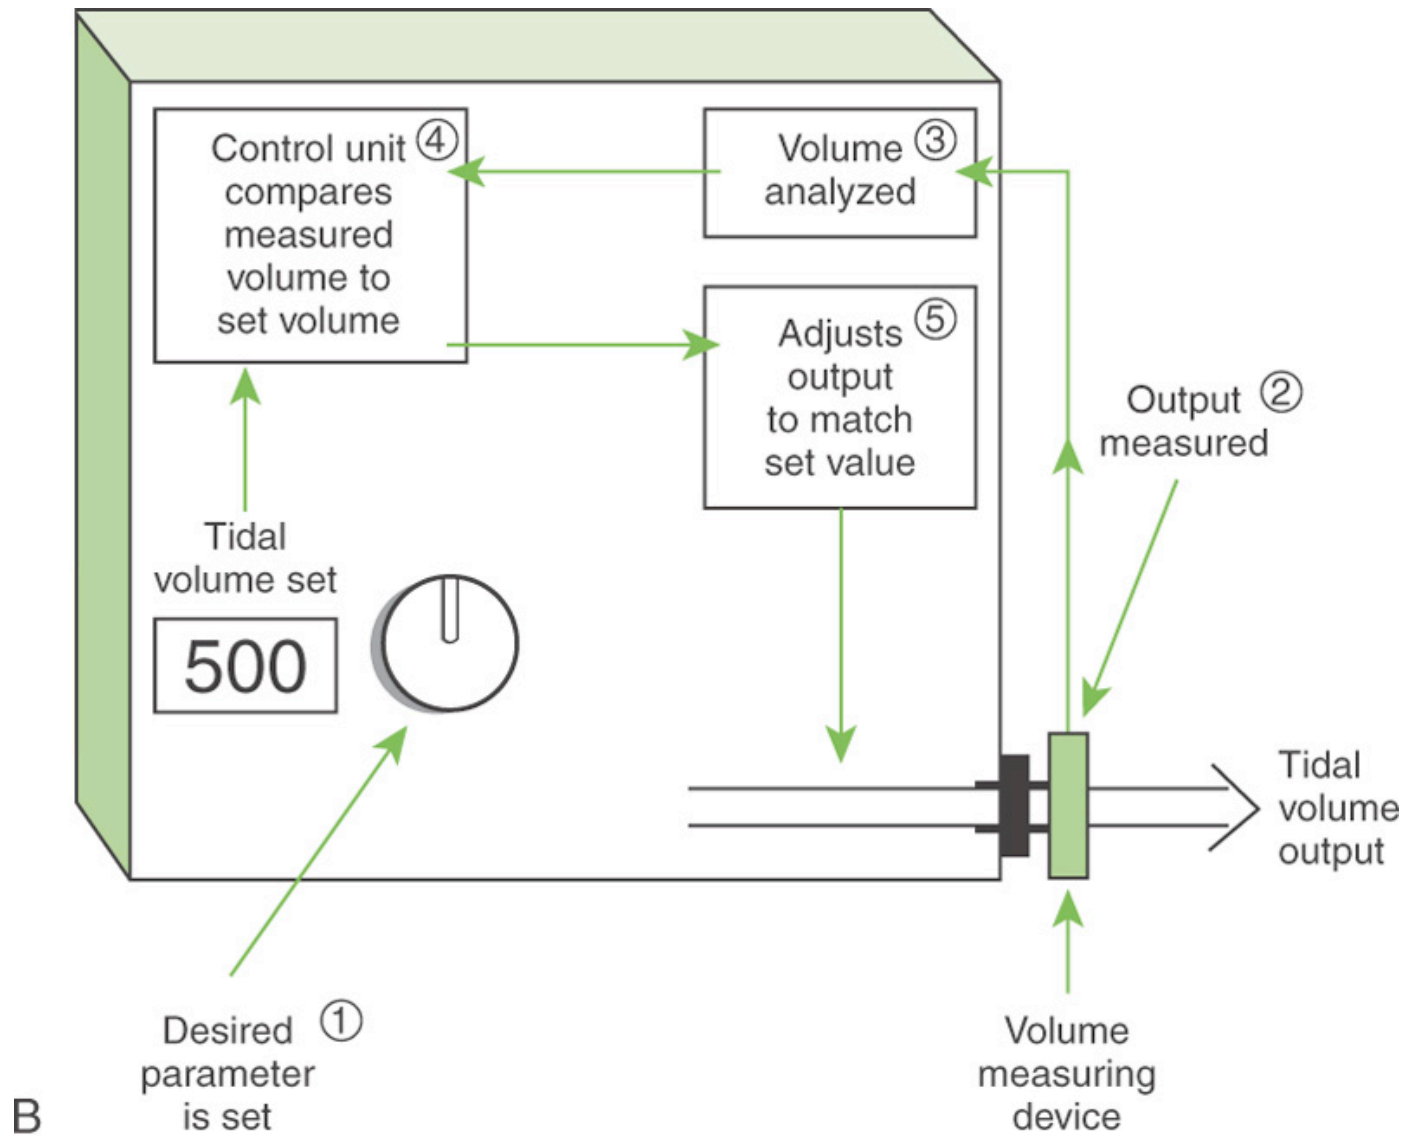 Control unit ④
compares
measured
volume to
set volume
Volume ③
analyzed
Adjusts ⑤
output
to match
set value
Output ②
measured
Tidal
volume set
500
Tidal
volume
output
Desired ①
parameter
is set
Volume
measuring
device
B